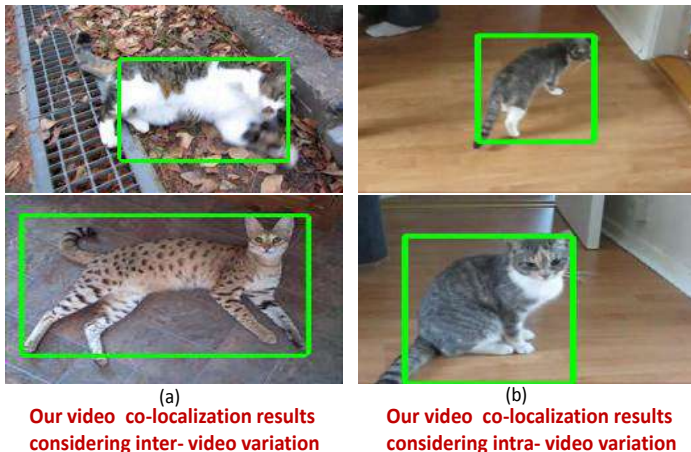 (a)
Our video co-localization results
considering inter- video variation
(b)
Our video co-localization results
considering intra- video variation